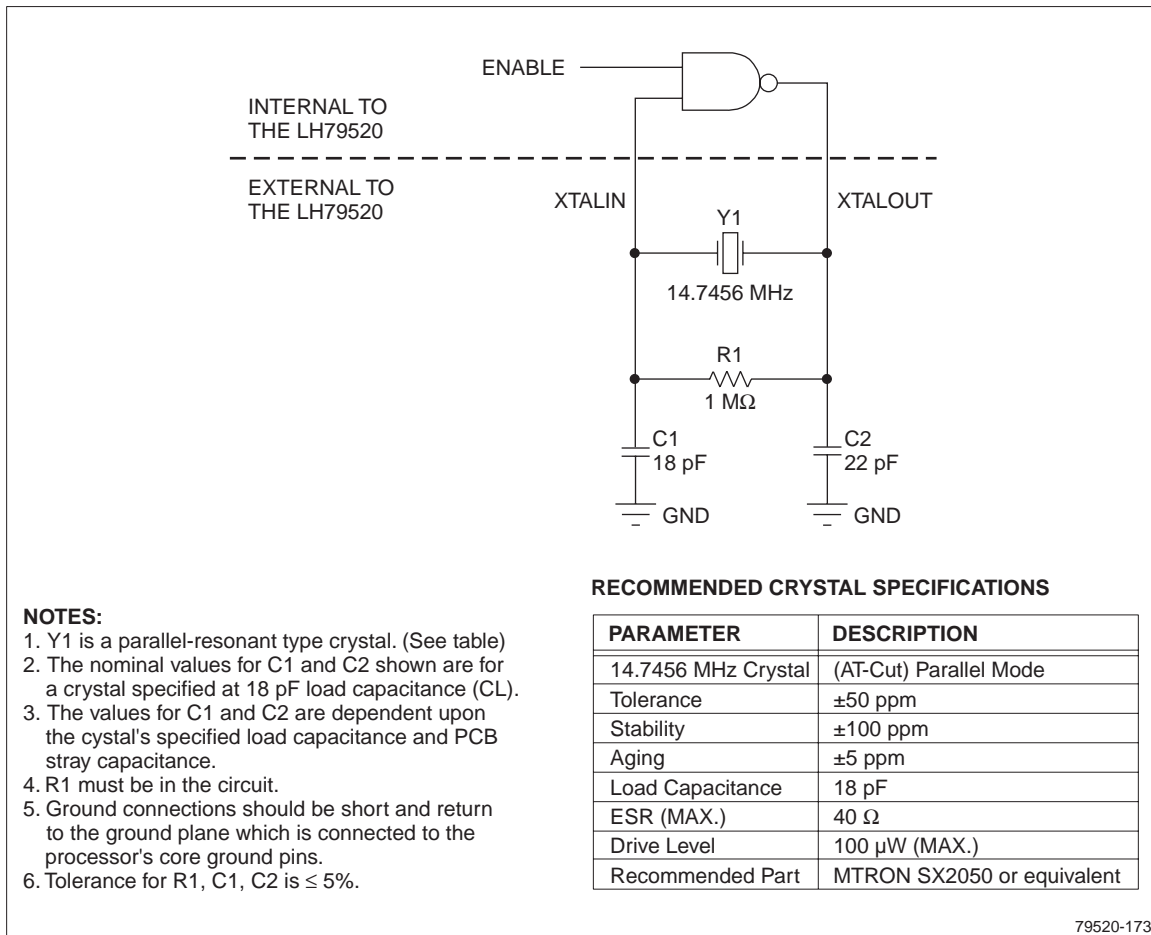 ENABLE
INTERNAL TO
THE LH79520
EXTERNAL TO
THE LH79520
XTALIN
XTALOUT
Y1
14.7456 MHz
R1
1 MΩ
C1
18 pF
C2
22 pF
GND
GND
NOTES:
1. Y1 is a parallel-resonant type crystal. (See table)
2. The nominal values for C1 and C2 shown are for
a crystal specified at 18 pF load capacitance (CL).
3. The values for C1 and C2 are dependent upon
the cystal's specified load capacitance and PCB
stray capacitance.
4. R1 must be in the circuit.
5. Ground connections should be short and return
to the ground plane which is connected to the
processor's core ground pins.
6. Tolerance for R1, C1, C2 is ≤ 5%.
RECOMMENDED CRYSTAL SPECIFICATIONS
PARAMETER DESCRIPTION
14.7456 MHz Crystal (AT-Cut) Parallel Mode
Tolerance ±50 ppm
Stability ±100 ppm
Aging ±5 ppm
Load Capacitance 18 pF
ESR (MAX.) 40 Ω
Drive Level 100 µW (MAX.)
Recommended Part MTRON SX2050 or equivalent
79520-173